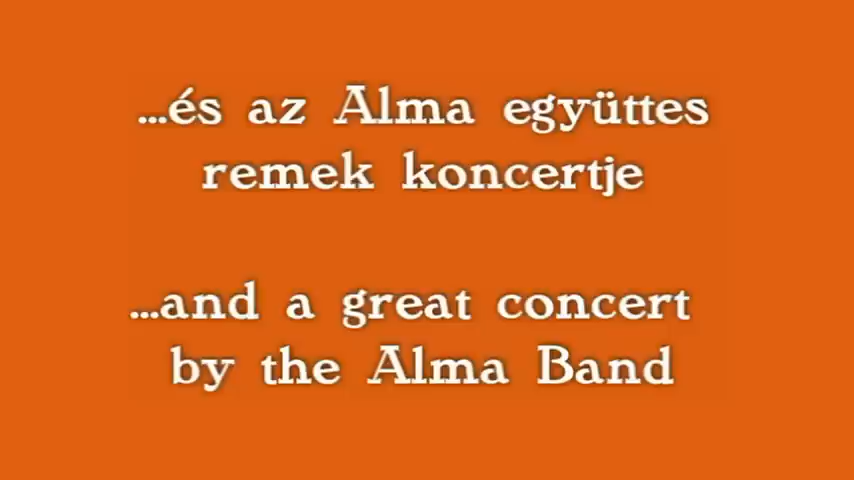 ...és az Alma együttes
remek koncertje
...and a great concert
by the Alma Band